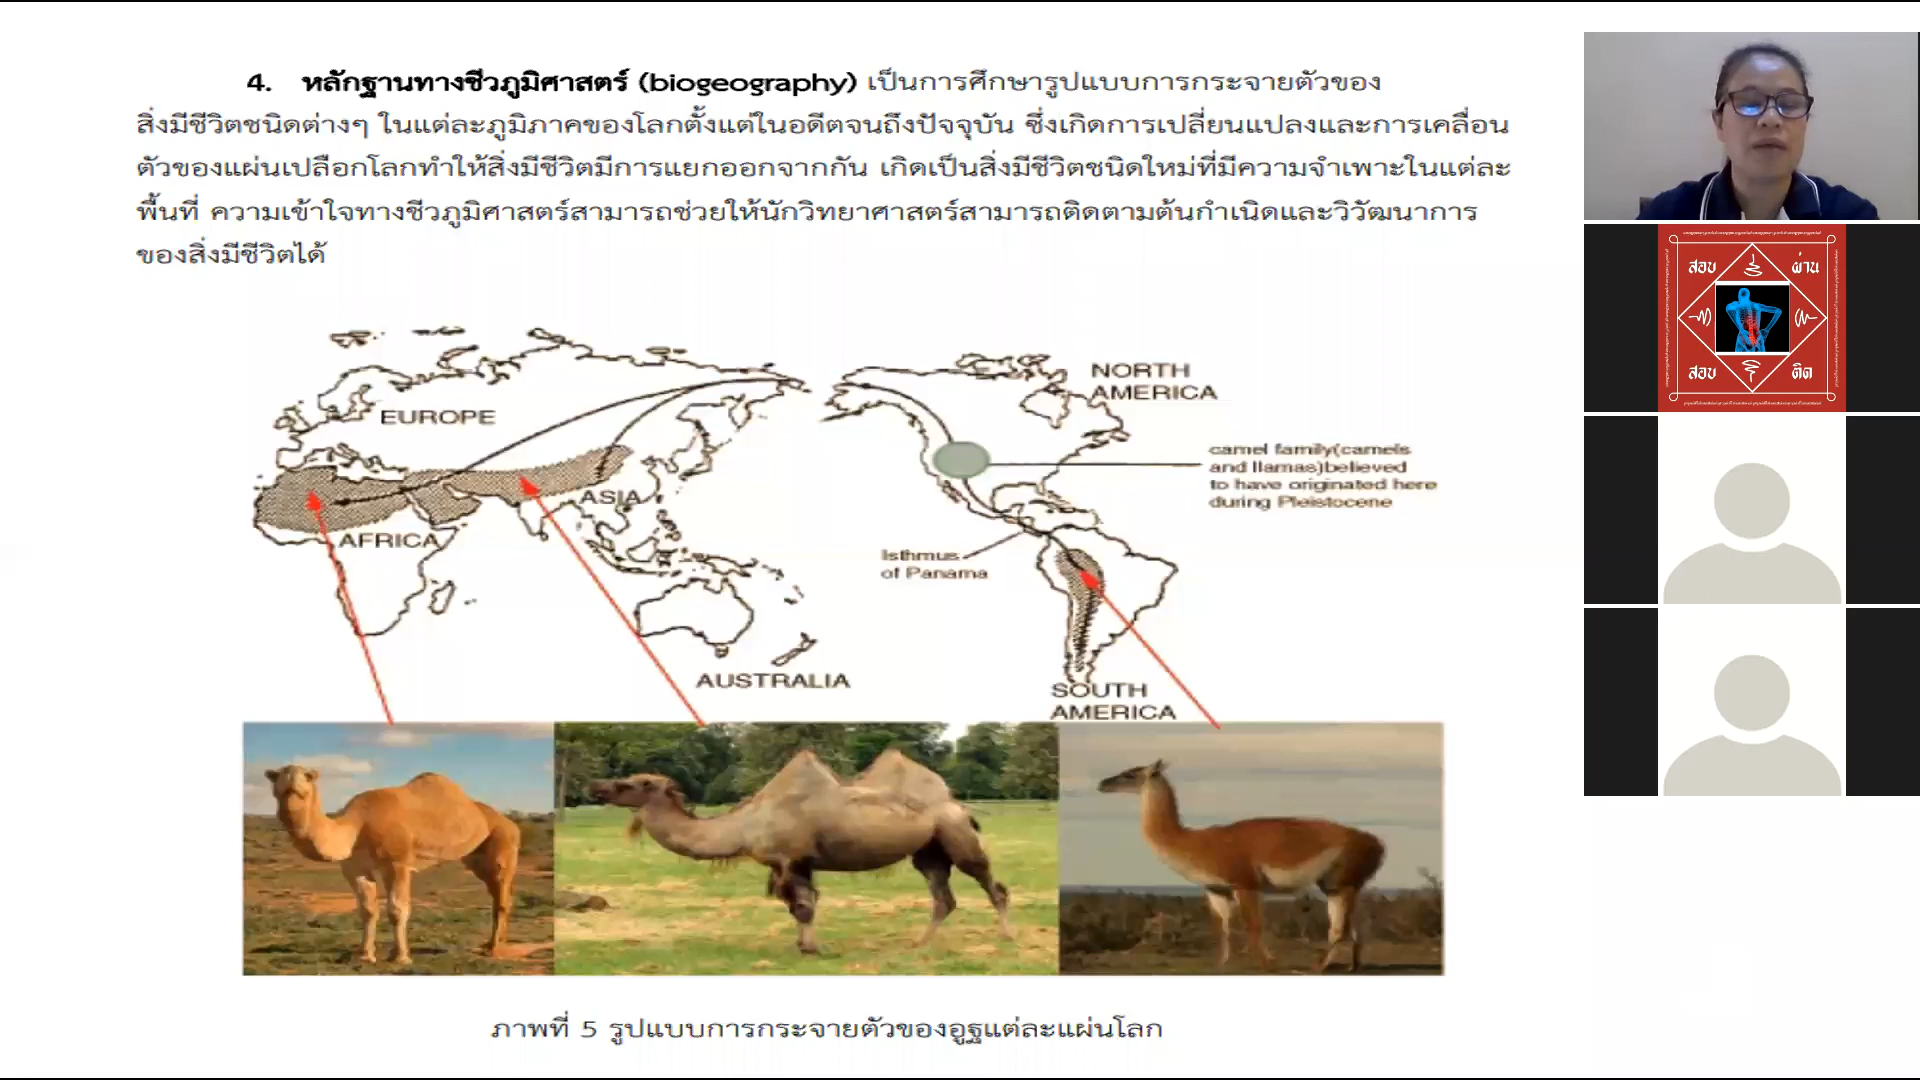 4. หลักฐานทางชีวภูมิศาสตร์ (biogeography) เป็นการศึกษารูปแบบการกระจายตัวของ
สิ่งมีชีวิตชนิดต่างๆ ในแต่ละภูมิภาคของโลกตั้งแต่ในอดีตจนถึงปัจจุบัน ซึ่งเกิดการเปลี่ยนแปลงและการเคลื่อน
ตัวของแผ่นเปลือกโลกทำให้สิ่งมีชีวิตมีการแยกออกจากกัน เกิดเป็นสิ่งมีชีวิตชนิดใหม่ที่มีความจำเพาะในแต่ละ
พื้นที่ ความเข้าใจทางชีวภูมิศาสตร์สามารถช่วยให้นักวิทยาศาสตร์สามารถติดตามต้นกำเนิดและวิวัฒนาการ
ของสิ่งมีชีวิตได้
NORTH
AMERICA
EUROPE
camel family(camels
and llamas)believed
to have originated here
during Pleistocene
ASIA
AFRICA
Isthmus
of Panama
AUSTRALIA
SOUTH
AMERICA
ภาพที่ 5 รูปแบบการกระจายตัวของอูฐแต่ละแผ่นโลก
สอบ ผ่าน
สอบ ติด